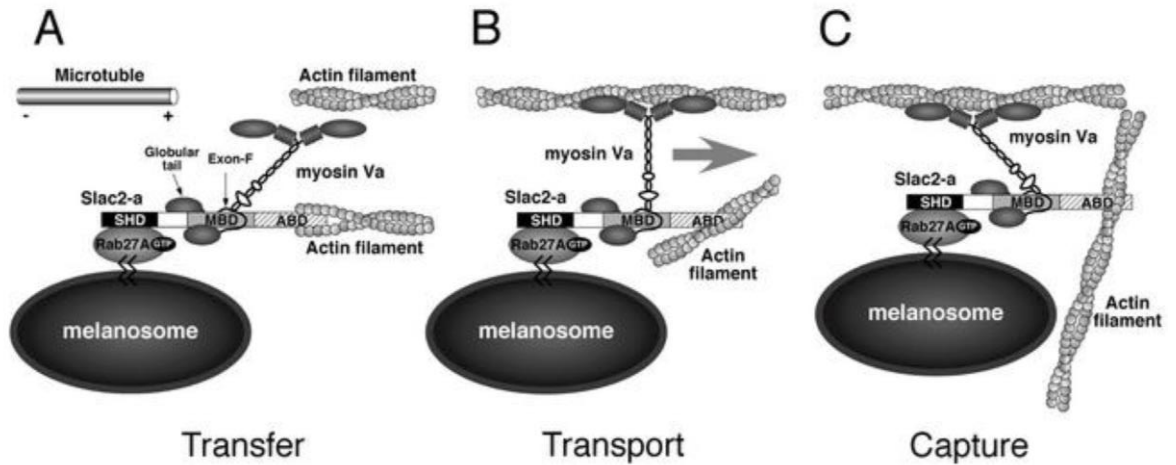 A
Microtuble
-
+
Actin filament
Globular
tail
Exon-F
myosin Va
Slac2-a
SHD
MBD
ABD
Actin filament
Rab27A
GTP
melanosome
Transfer
B
myosin Va
Slac2-a
SHD
MBD
ABD
Rab27A
GTP
Actin
filament
melanosome
Transport
C
myosin Va
Slac2-a
SHD
MBD
ABD
Rab27A
GTP
Actin
filament
melanosome
Capture